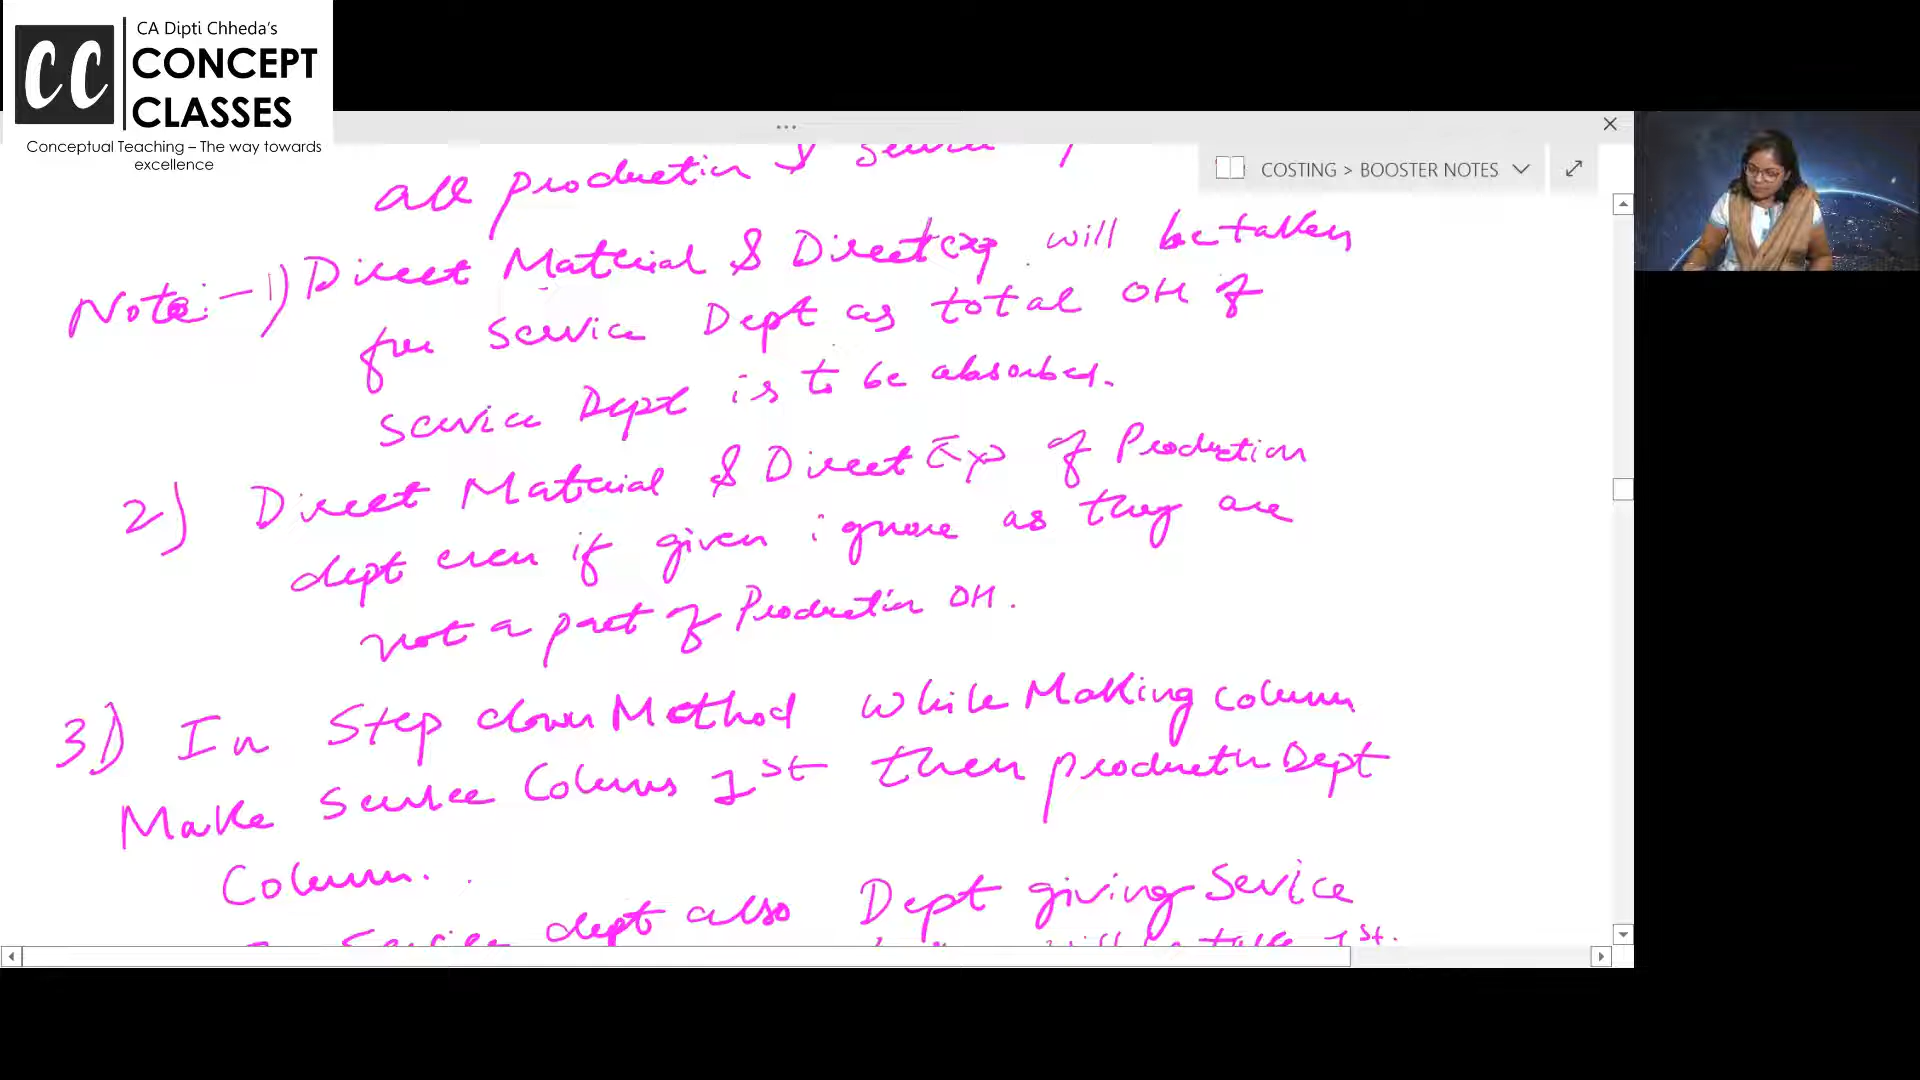 CA Dipti Chheda's
CC CONCEPT
CLASSES
Conceptual Teaching – The way towards
excellence
COSTING > BOOSTER NOTES
all production & service
Note:- 1) Direct Material & Direct exp. will be taken
for service Dept as total OH of
service Dept is to be absorbed.
2) Direct Material & Direct Exp of Production
dept even if given ignore as they are
not a part of Production OH.
3) In Step down Method while Making column
Make Service Column 1st then production Dept
Column.
Service dept also Dept giving Service
will 1st.